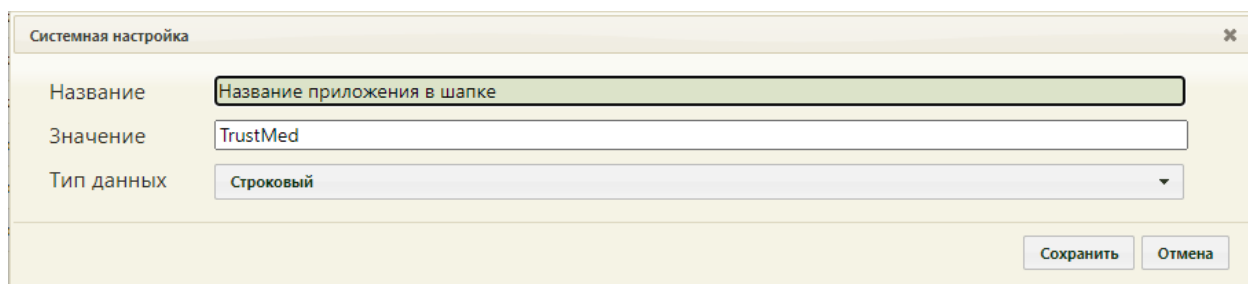 Системная настройка
Название Название приложения в шапке
Значение TrustMed
Тип данных Строковый
Сохранить Отмена